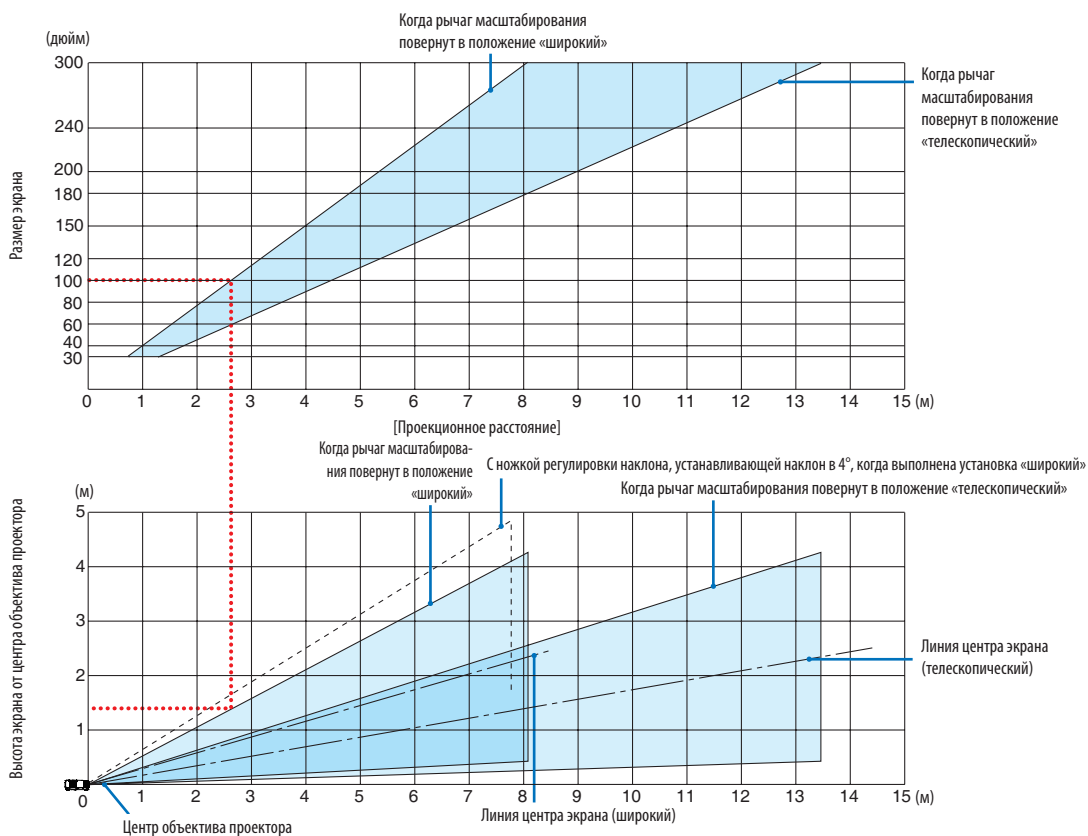 Когда рычаг масштабирования
повернут в положение «широкий»
(дюйм)
300
240
200
180
150
120
100
80
60
40
30
Размер экрана
Когда рычаг
масштабирования
повернут в положение
«телескопический»
0 1 2 3 4 5 6 7 8 9 10 11 12 13 14 15 (м)
[Проекционное расстояние]
Когда рычаг масштабирова-
ния повернут в положение
«широкий»
С ножкой регулировки наклона, устанавливающей наклон в 4°, когда выполнена установка «широкий»
Когда рычаг масштабирования повернут в положение «телескопический»
(м)
5
4
3
2
1
Высота экрана от центра объектива проектора
Линия центра экрана
(телескопический)
0 1 2 3 4 5 6 7 8 9 10 11 12 13 14 15 (м)
Линия центра экрана (широкий)
Центр объектива проектора